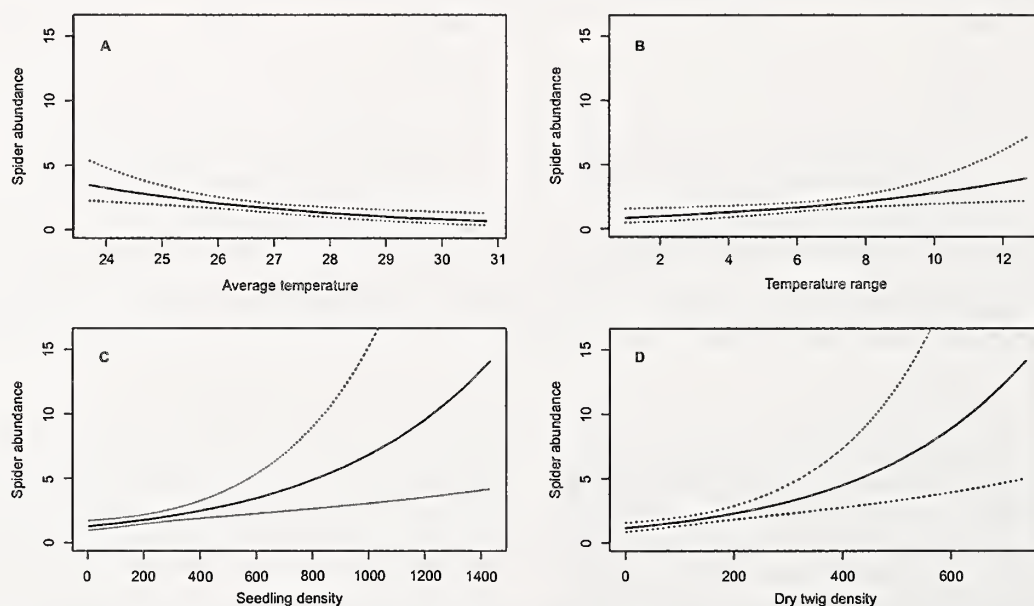 A
Spider abundance
15
10
5
0
24 25 26 27 28 29 30 31
Average temperature
B
Spider abundance
15
10
5
0
2 4 6 8 10 12
Temperature range
C
Spider abundance
15
10
5
0
0 200 400 600 800 1000 1200 1400
Seedling density
D
Spider abundance
15
10
5
0
0 200 400 600
Dry twig density